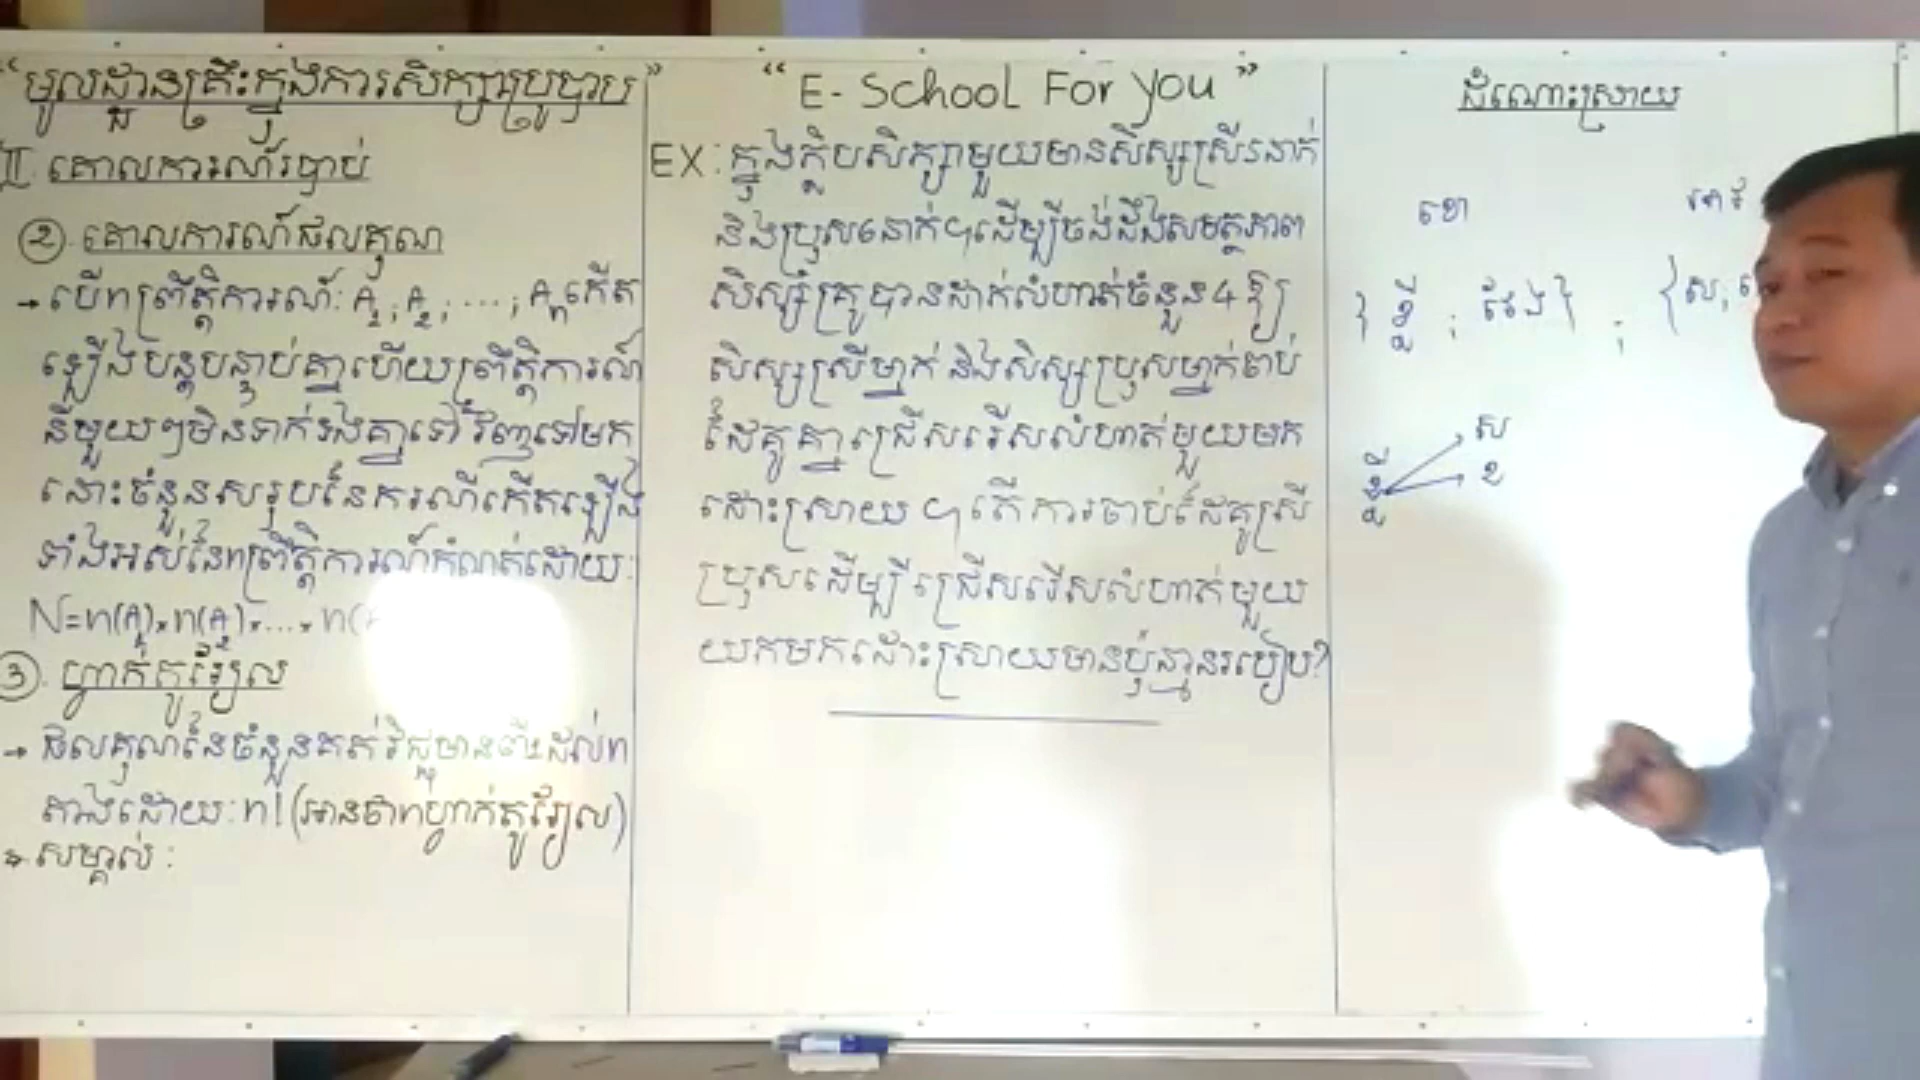 “មូលដ្ឋានគ្រឹះក្នុងការសិក្សាប្រូបាប”
II. គោលការណ៍រាប់
② គោលការណ៍ផលគុណ
→ បើ n ព្រឹត្តិការណ៍: A₁; A₂; ....; Aₙ កើត
ឡើងបន្តបន្ទាប់គ្នាហើយព្រឹត្តិការណ៍
នីមួយៗមិនទាក់ទងគ្នាទៅវិញទៅមក
នោះចំនួនសរុបនៃករណីកើតឡើង
ទាំងអស់នៃ n ព្រឹត្តិការណ៍កំណត់ដោយ:
N=n(A₁)×n(A₂)×...× n(A
③. ហ្វាក់តូរ្យែល
→ ផលគុណនៃចំនួនគត់វិជ្ជមានពី 1 ដល់ n
តាងដោយ: n! (អានថា n ហ្វាក់តូរ្យែល)
* សម្គាល់ :
“ E- School For you ”
EX: ក្នុងក្លិបសិក្សាមួយមានសិស្សស្រី នាក់
និងប្រុស នាក់ ។ ដើម្បីចង់ដឹងសមត្ថភាព
សិស្សគ្រូបានដាក់លំហាត់ចំនួន 4 ឱ្យ
សិស្សស្រីម្នាក់ និងសិស្សប្រុសម្នាក់ចាប់
ដៃគូគ្នាជ្រើសរើសលំហាត់មួយមក
ដោះស្រាយ ។ តើការចាប់ដៃគូស្រី
ប្រុសដើម្បីជ្រើសរើសលំហាត់មួយ
យកមកដោះស្រាយមានប៉ុន្មានរបៀប?
ដំណោះស្រាយ
ខោ អាវ
{ ខ្លី ; វែង } ; { ស,
ស
ខ្លី
ខ